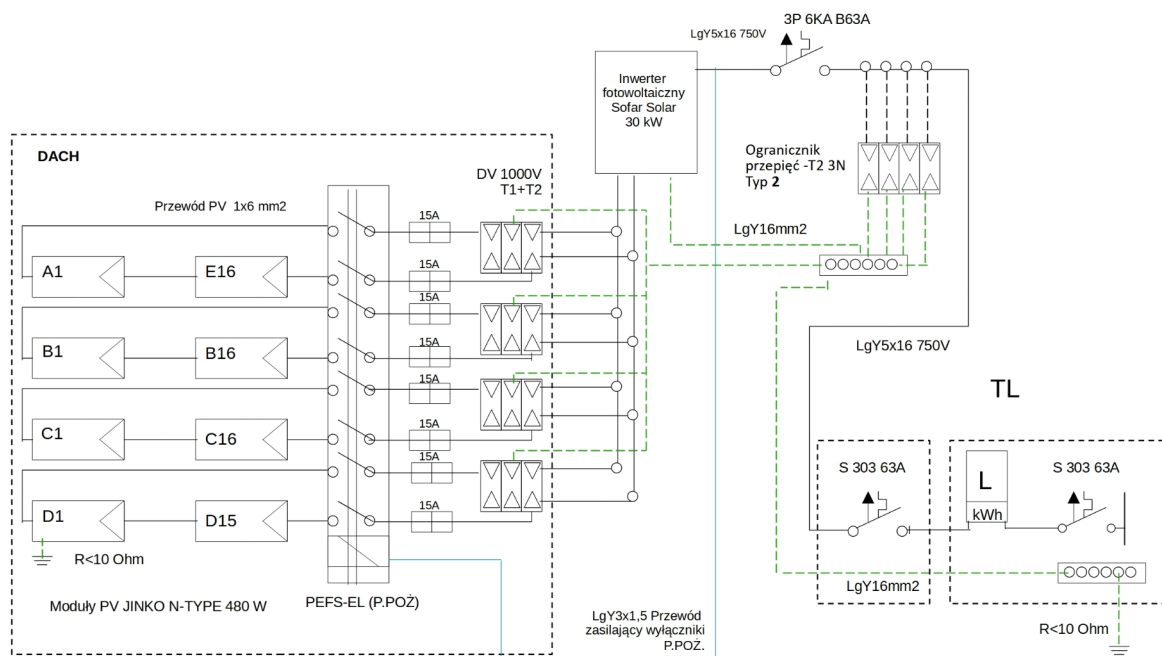 3P 6KA B63A
LgY5x16 750V
Inwerter
fotowoltaiczny
Sofar Solar
30 kW
DACH
DV 1000V
T1+T2
Ogranicznik
przepięć -T2 3N
Typ 2
Przewód PV 1x6 mm2
15A
LgY16mm2
A1
E16
15A
15A
B1
B16
15A
LgY5x16 750V
15A
TL
C1
C16
15A
15A
S 303 63A
L
kWh
S 303 63A
D1
D15
15A
R<10 Ohm
LgY16mm2
Moduły PV JINKO N-TYPE 480 W
PEFS-EL (P.POŻ)
LgY3x1,5 Przewód
zasilający wyłączniki
P.POŻ.
R<10 Ohm